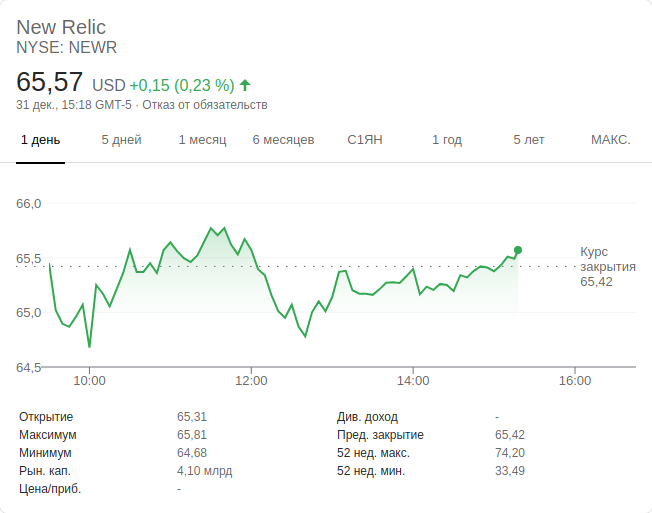 New Relic
NYSE: NEWR
65,57 USD +0,15 (0,23 %)
31 дек., 15:18 GMT-5 · Отказ от обязательств
1 день 5 дней 1 месяц 6 месяцев С1ЯН 1 год 5 лет МАКС.
66,0
65,5
65,0
64,5
Курс
закрытия
65,42
10:00 12:00 14:00 16:00
Открытие 65,31 Див. доход -
Максимум 65,81 Пред. закрытие 65,42
Минимум 64,68 52 нед. макс. 74,20
Рын. кап. 4,10 млрд 52 нед. мин. 33,49
Цена/приб. -